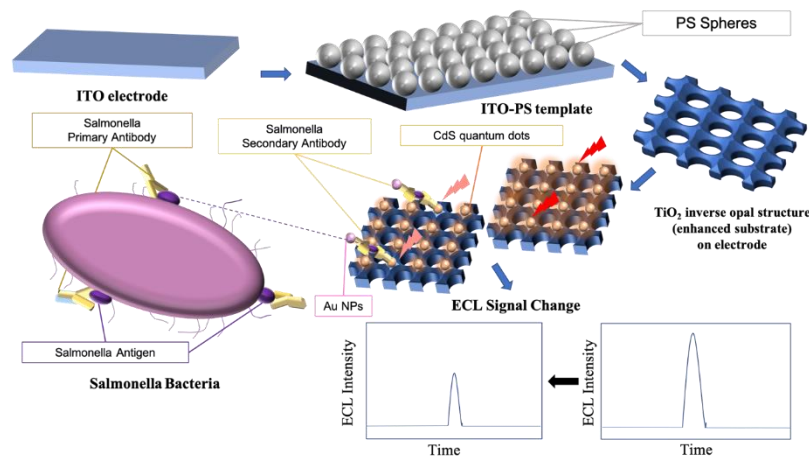 PS Spheres
ITO electrode
ITO-PS template
Salmonella
Primary Antibody
Salmonella
Secondary Antibody
CdS quantum dots
TiO₂ inverse opal structure
(enhanced substrate)
on electrode
Au NPs
ECL Signal Change
Salmonella Antigen
Salmonella Bacteria
ECL Intensity
Time
ECL Intensity
Time